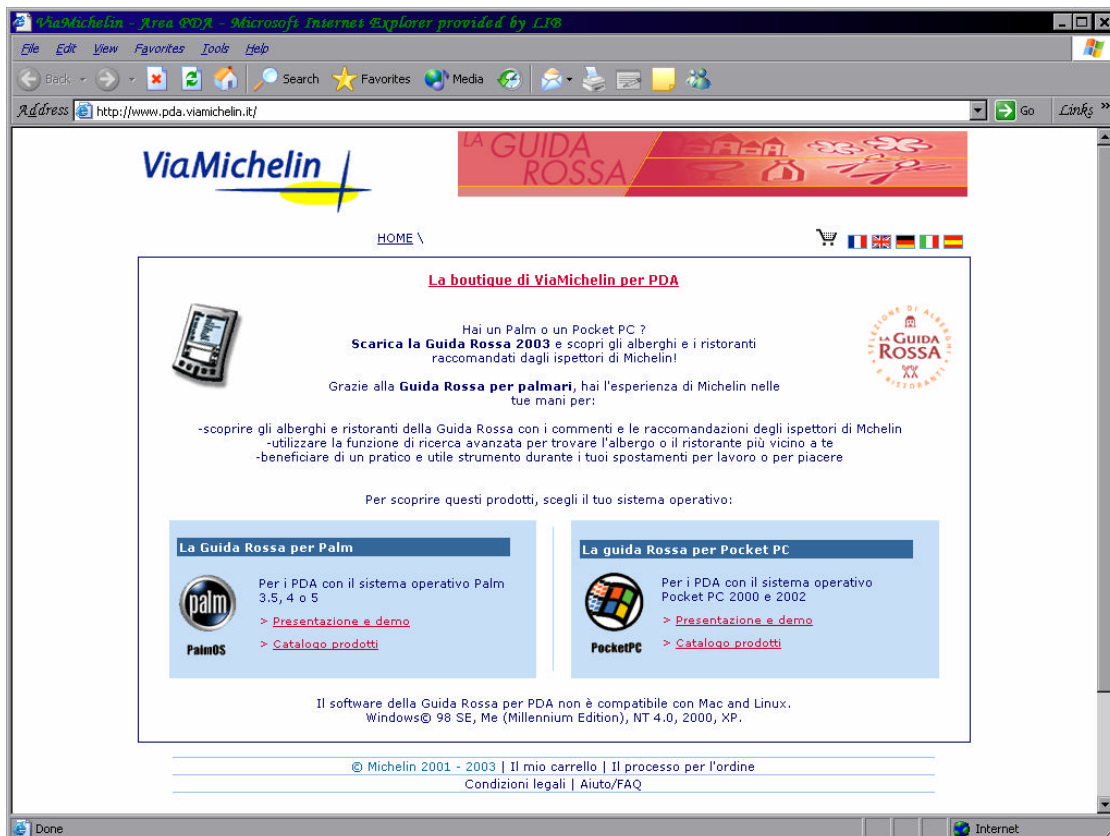 ViaMichelin - Area PDA - Microsoft Internet Explorer provided by LIB
File Edit View Favorites Tools Help
Back Search Favorites Media
Address http://www.pda.viamichelin.it/ Go Links »
ViaMichelin
LA GUIDA
ROSSA
HOME \
La boutique di ViaMichelin per PDA
Hai un Palm o un Pocket PC ?
Scarica la Guida Rossa 2003 e scopri gli alberghi e i ristoranti
raccomandati dagli ispettori di Michelin!
SELEZIONE DI ALBERGHI
LA GUIDA
ROSSA
E RISTORANTI
Grazie alla Guida Rossa per palmari, hai l'esperienza di Michelin nelle
tue mani per:
-scoprire gli alberghi e ristoranti della Guida Rossa con i commenti e le raccomandazioni degli ispettori di Mchelin
-utilizzare la funzione di ricerca avanzata per trovare l'albergo o il ristorante più vicino a te
-beneficiare di un pratico e utile strumento durante i tuoi spostamenti per lavoro o per piacere
Per scoprire questi prodotti, scegli il tuo sistema operativo:
La Guida Rossa per Palm
palm
PalmOS
Per i PDA con il sistema operativo Palm
3.5, 4 o 5
> Presentazione e demo
> Catalogo prodotti
La guida Rossa per Pocket PC
PocketPC
Per i PDA con il sistema operativo
Pocket PC 2000 e 2002
> Presentazione e demo
> Catalogo prodotti
Il software della Guida Rossa per PDA non è compatibile con Mac and Linux.
Windows© 98 SE, Me (Millennium Edition), NT 4.0, 2000, XP.
© Michelin 2001 - 2003 | Il mio carrello | Il processo per l'ordine
Condizioni legali | Aiuto/FAQ
Done Internet